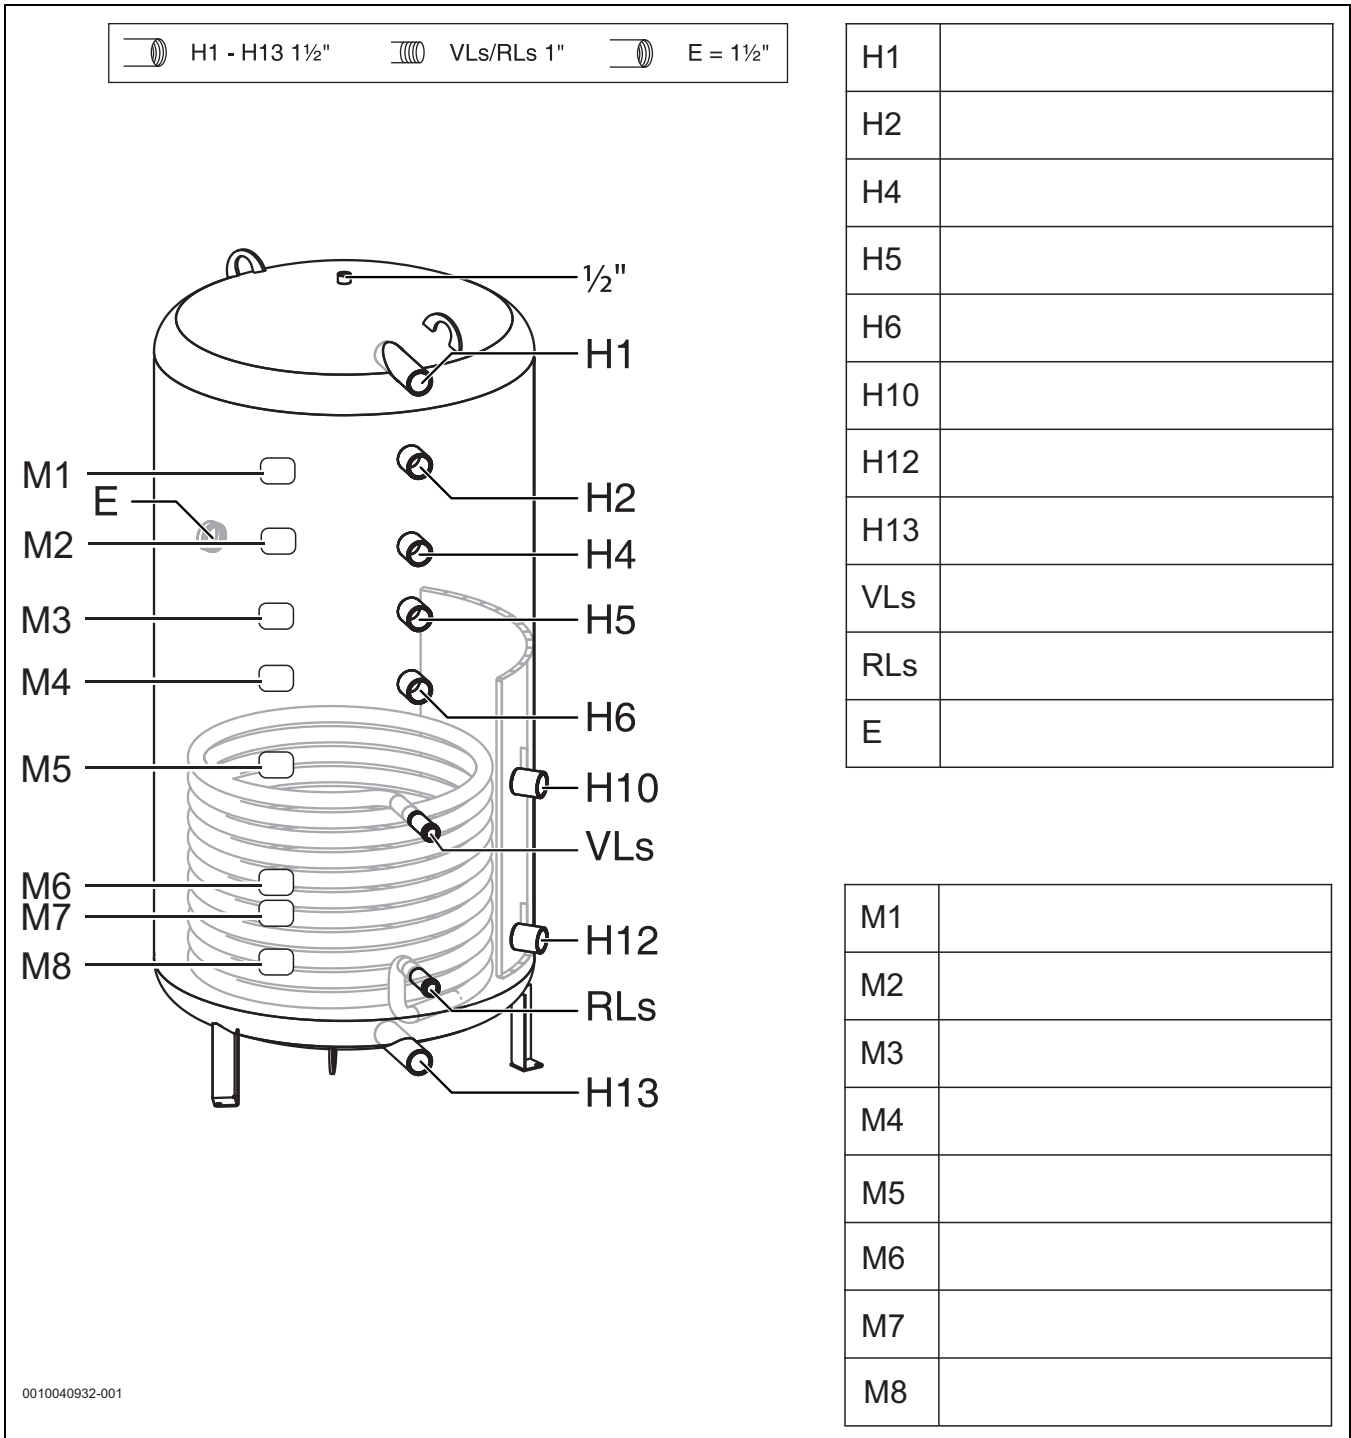 H1 - H13 1½" VLs/RLs 1" E = 1½"
½"
H1
H2
H4
H5
H6
H10
VLs
H12
RLs
H13
M1
E
M2
M3
M4
M5
M6
M7
M8
H1
H2
H4
H5
H6
H10
H12
H13
VLs
RLs
E
M1
M2
M3
M4
M5
M6
M7
M8
0010040932-001